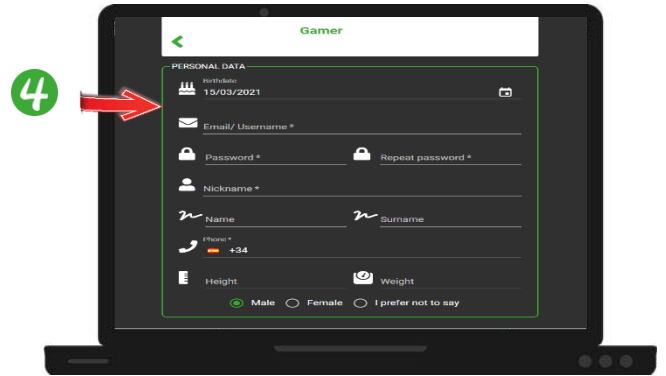 Gamer
4
PERSONAL DATA
Birthdate
15/03/2021
Email/ Username *
Password *
Repeat password *
Nickname *
Name
Surname
Phone *
+34
Height
Weight
Male
Female
I prefer not to say